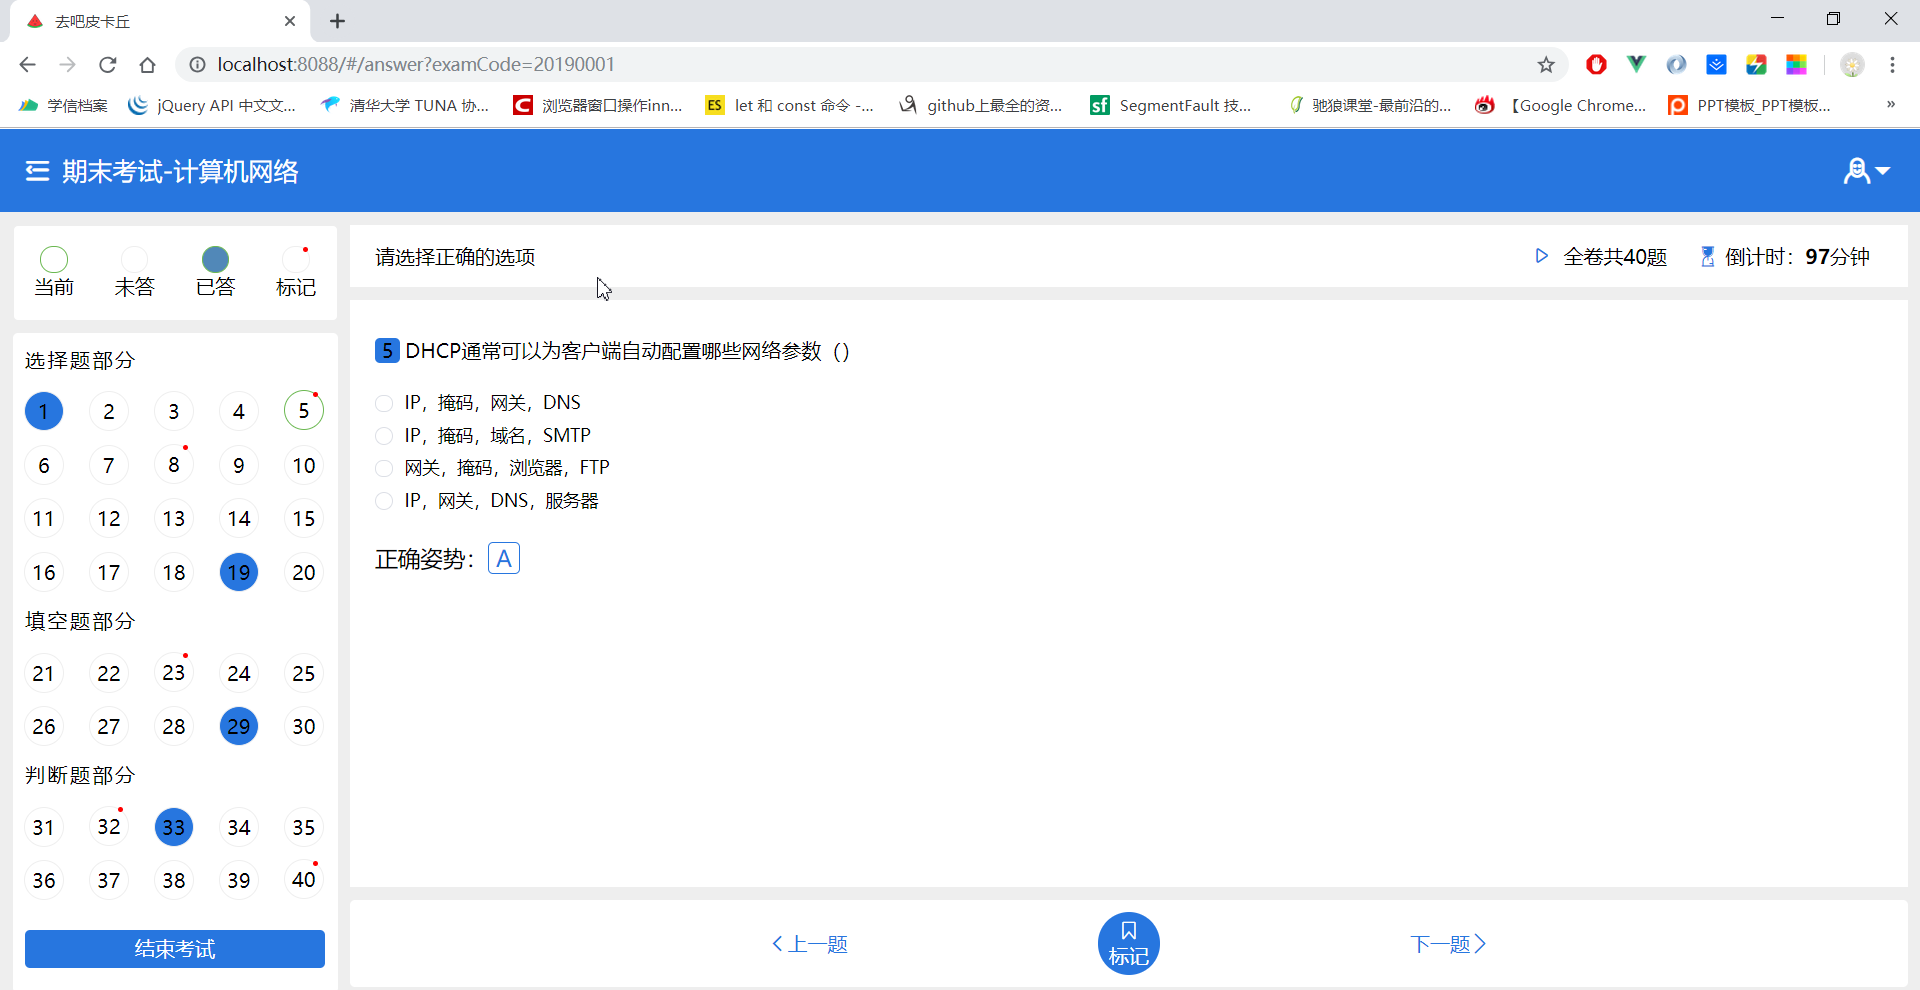 去吧皮卡丘
localhost:8088/#/answer?examCode=20190001
学信档案 jQuery API 中文文... 清华大学 TUNA 协... 浏览器窗口操作inn... ES let 和 const 命令 -... github上最全的资... sf SegmentFault 技... 驰狼课堂-最前沿的... 【Google Chrome... PPT模板_PPT模板... »
期末考试-计算机网络
当前 未答 已答 标记
请选择正确的选项 全卷共40题 倒计时：97分钟
选择题部分
1 2 3 4 5
6 7 8 9 10
11 12 13 14 15
16 17 18 19 20
填空题部分
21 22 23 24 25
26 27 28 29 30
判断题部分
31 32 33 34 35
36 37 38 39 40
结束考试
5 DHCP通常可以为客户端自动配置哪些网络参数（）
IP，掩码，网关，DNS
IP，掩码，域名，SMTP
网关，掩码，浏览器，FTP
IP，网关，DNS，服务器
正确姿势： A
上一题 标记 下一题